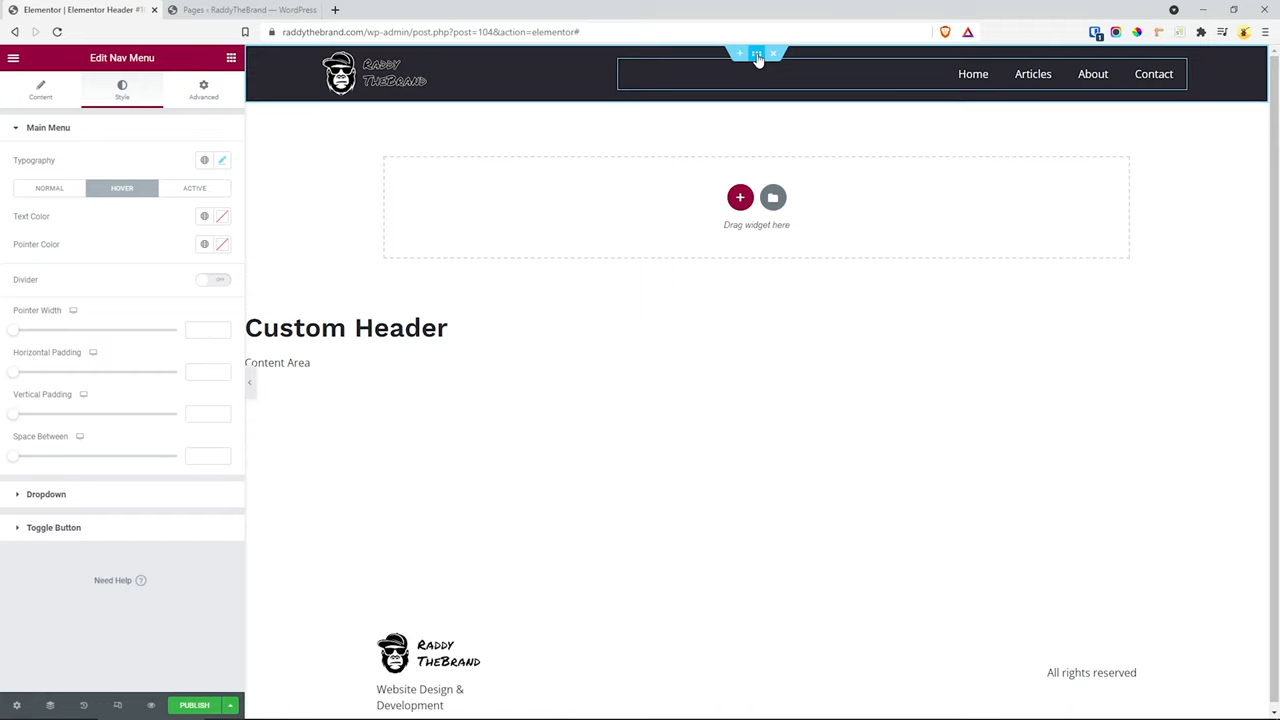 Elementor | Elementor Header #1
Pages ‹ RaddyTheBrand — WordPress
raddythebrand.com/wp-admin/post.php?post=104&action=elementor#
Edit Nav Menu
Content
Style
Advanced
Main Menu
Typography
NORMAL
HOVER
ACTIVE
Text Color
Pointer Color
Divider
OFF
Pointer Width
Horizontal Padding
Vertical Padding
Space Between
Dropdown
Toggle Button
Need Help ?
PUBLISH
RADDY
THEBRAND
Home
Articles
About
Contact
Drag widget here
Custom Header
Content Area
RADDY
THEBRAND
Website Design &
Development
All rights reserved